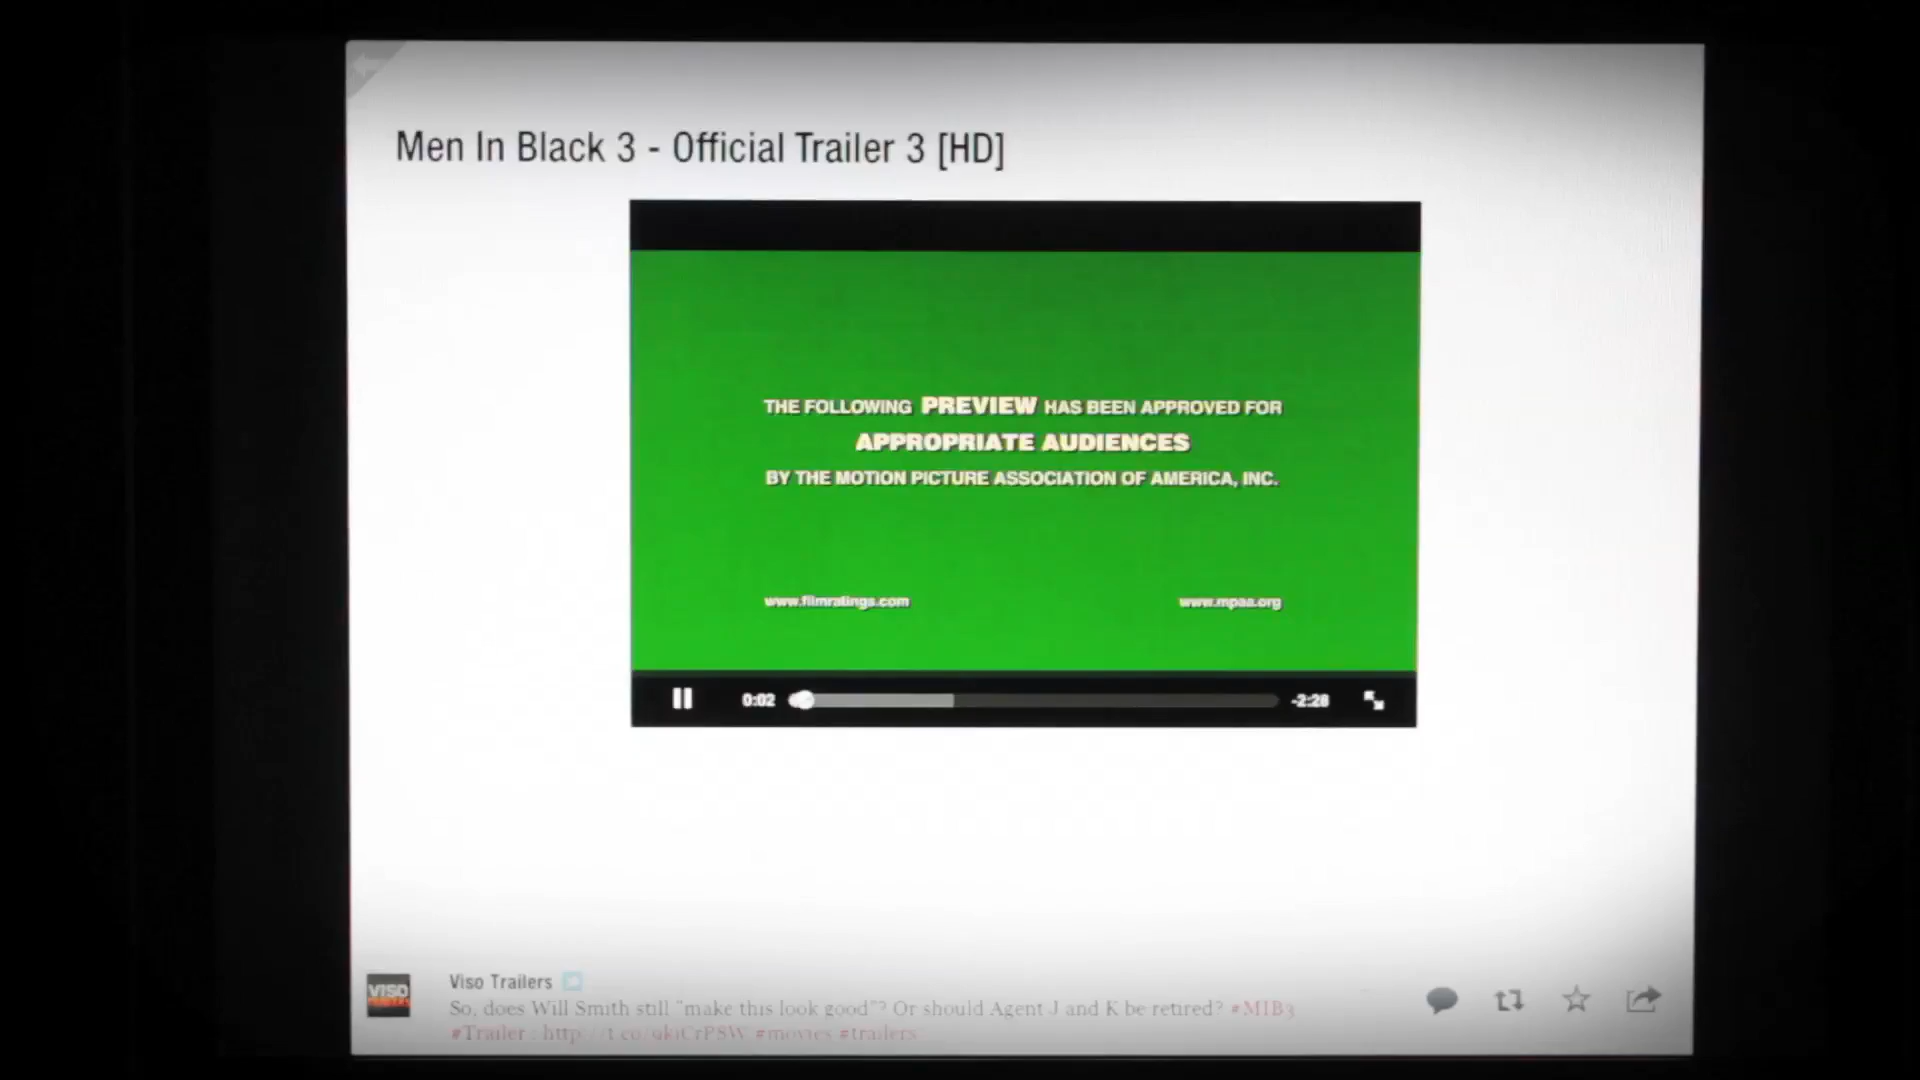 Men In Black 3 - Official Trailer 3 [HD]
THE FOLLOWING PREVIEW HAS BEEN APPROVED FOR
APPROPRIATE AUDIENCES
BY THE MOTION PICTURE ASSOCIATION OF AMERICA, INC.
www.filmratings.com www.mpaa.org
0:02 -2:28
VISO
TRAILERS
Viso Trailers
So, does Will Smith still "make this look good"? Or should Agent J and K be retired? #MIB3
#Trailer : #movies #trailers